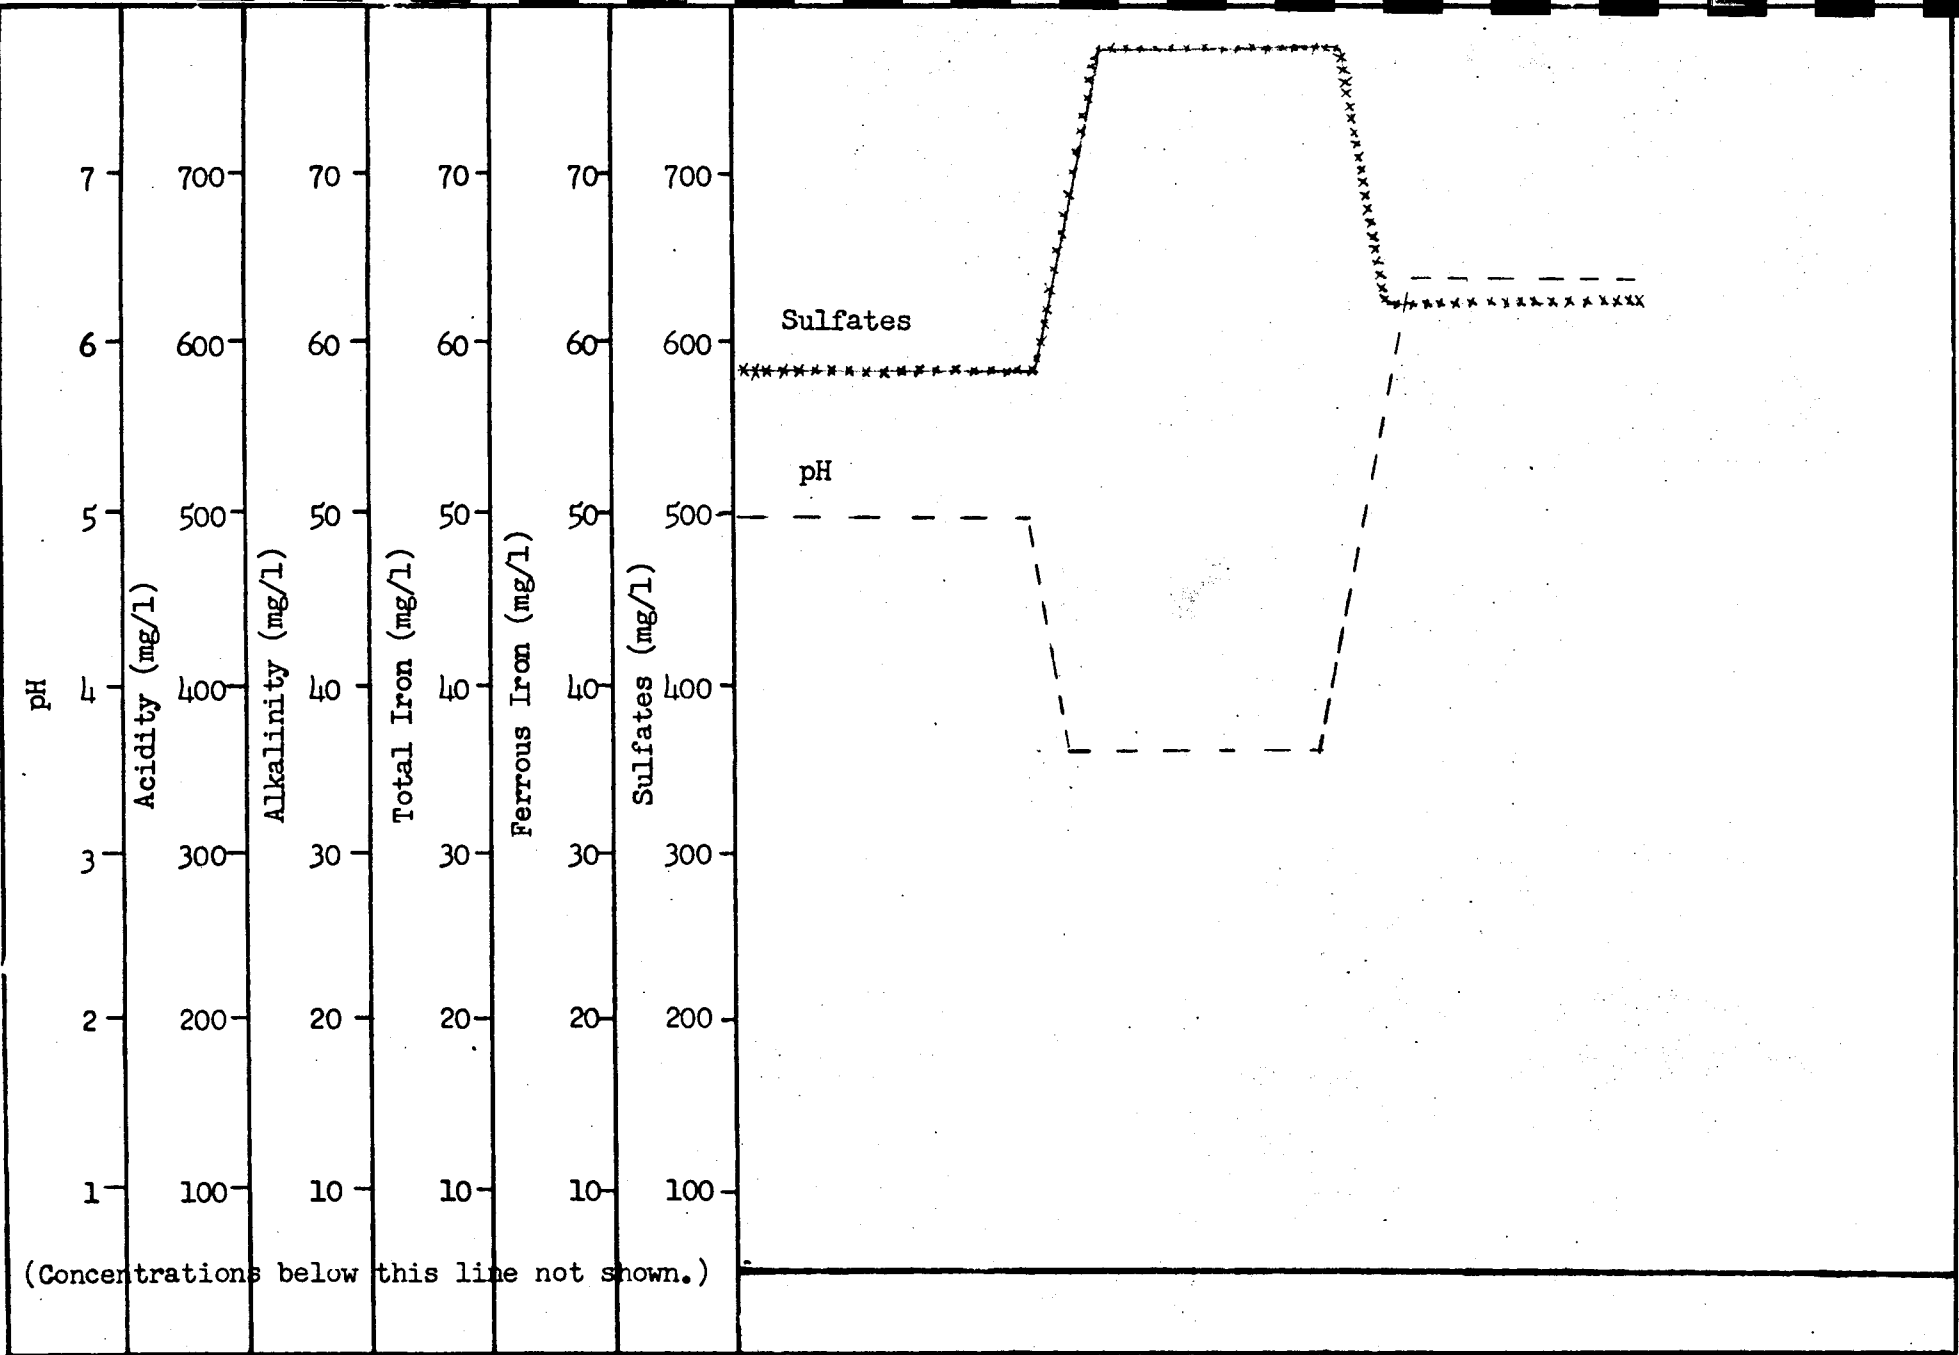 7 700 70 70 70 700
Sulfates
6 600 60 60 60 600
pH
5 500 50 50 50 500
pH
Acidity (mg/l)
Alkalinity (mg/l)
Total Iron (mg/l)
Ferrous Iron (mg/l)
Sulfates (mg/l)
4 400 40 40 40 400
3 300 30 30 30 300
2 200 20 20 20 200
1 100 10 10 10 100
(Concentrations below this line not shown.)